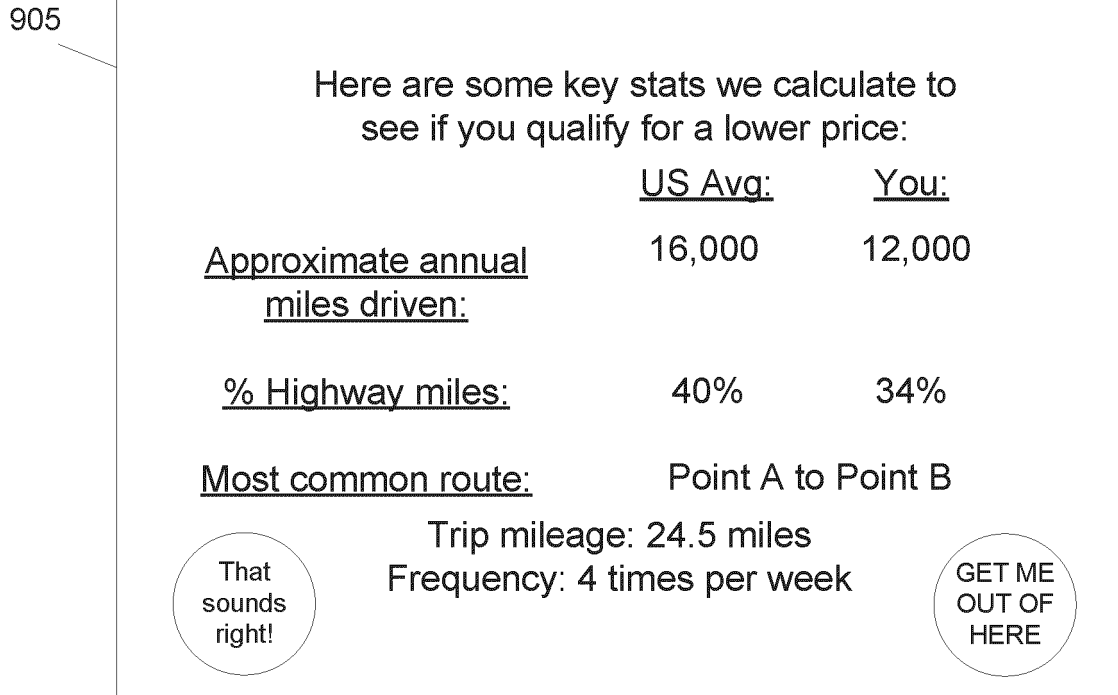 905
Here are some key stats we calculate to
see if you qualify for a lower price:
US Avg: You:
Approximate annual
miles driven:
16,000 12,000
% Highway miles: 40% 34%
Most common route: Point A to Point B
Trip mileage: 24.5 miles
Frequency: 4 times per week
That
sounds
right!
GET ME
OUT OF
HERE